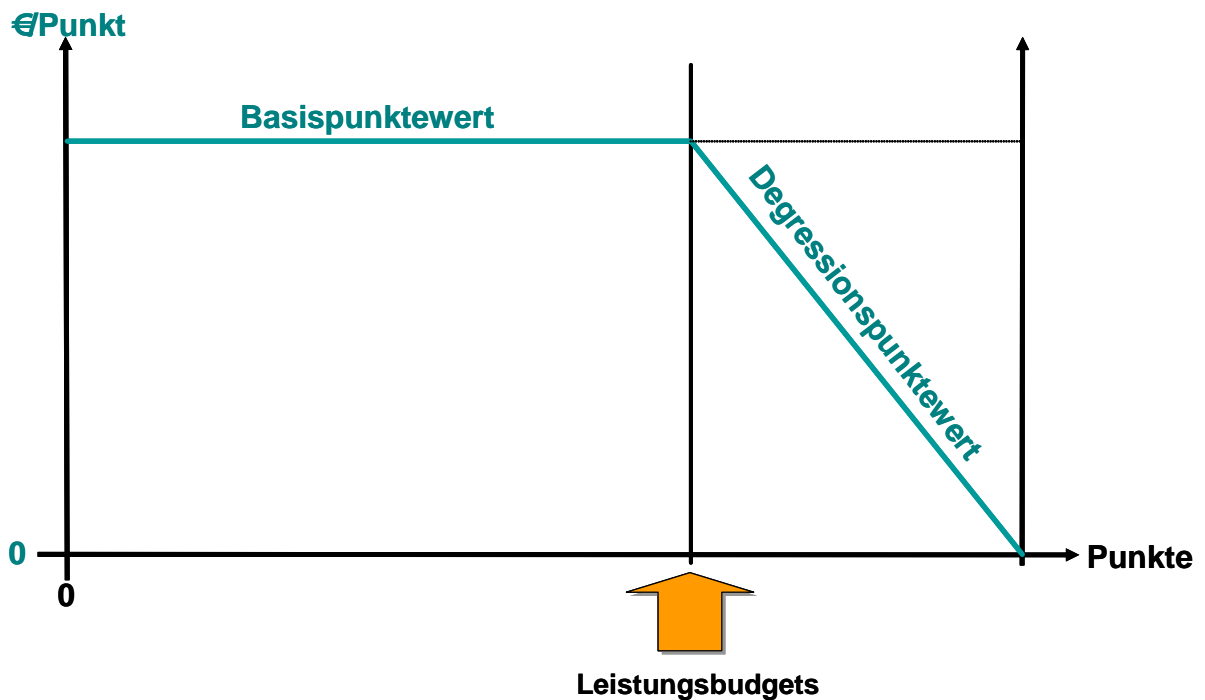 €/Punkt
Basispunktewert
Degressionspunktewert
0
Punkte
0
Leistungsbudgets